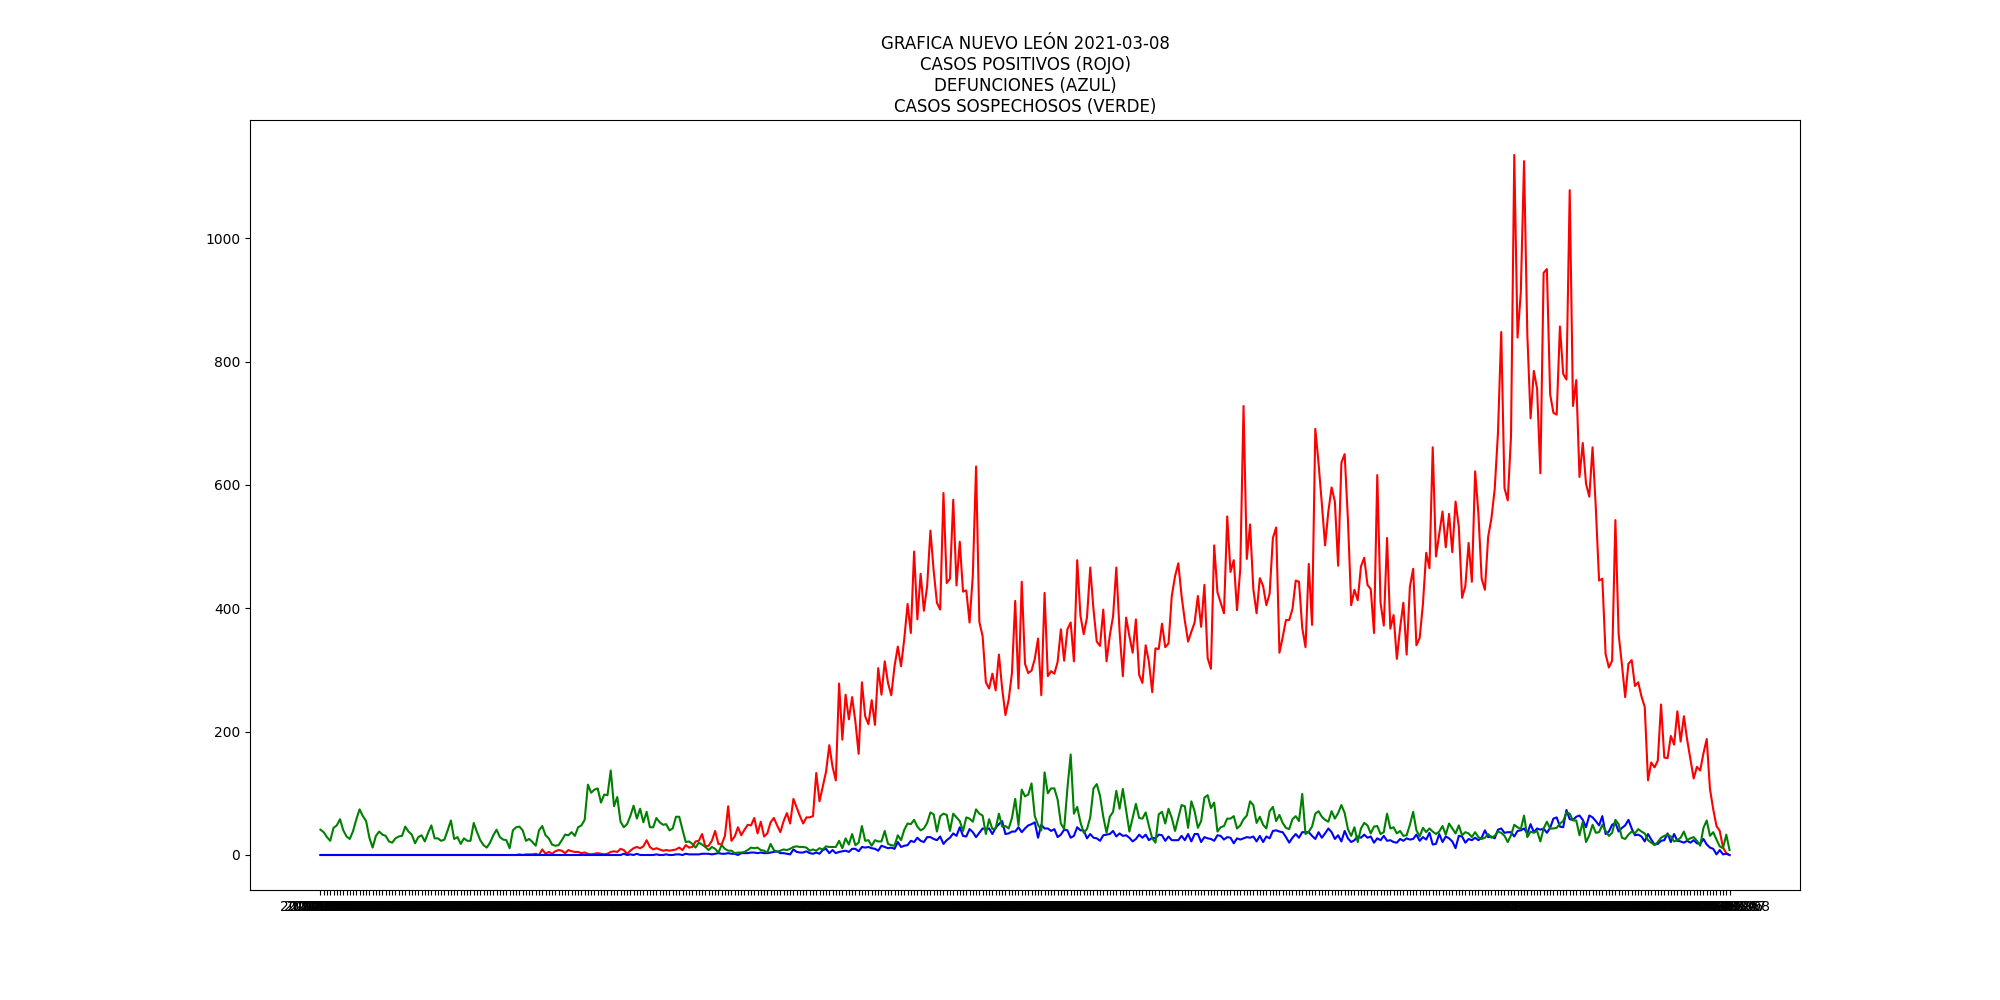 GRAFICA NUEVO LEÓN 2021-03-08
CASOS POSITIVOS (ROJO)
DEFUNCIONES (AZUL)
CASOS SOSPECHOSOS (VERDE)
1000
800
600
400
200
0